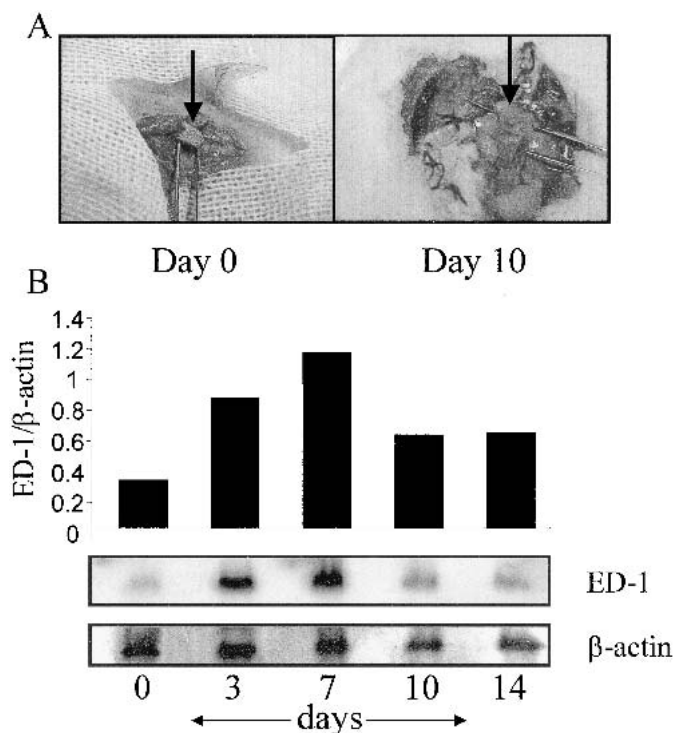 A
Day 0 Day 10
B
ED-1/β-actin
1.4
1.2
1
0.8
0.6
0.4
0.2
0
ED-1
β-actin
0 3 7 10 14
days